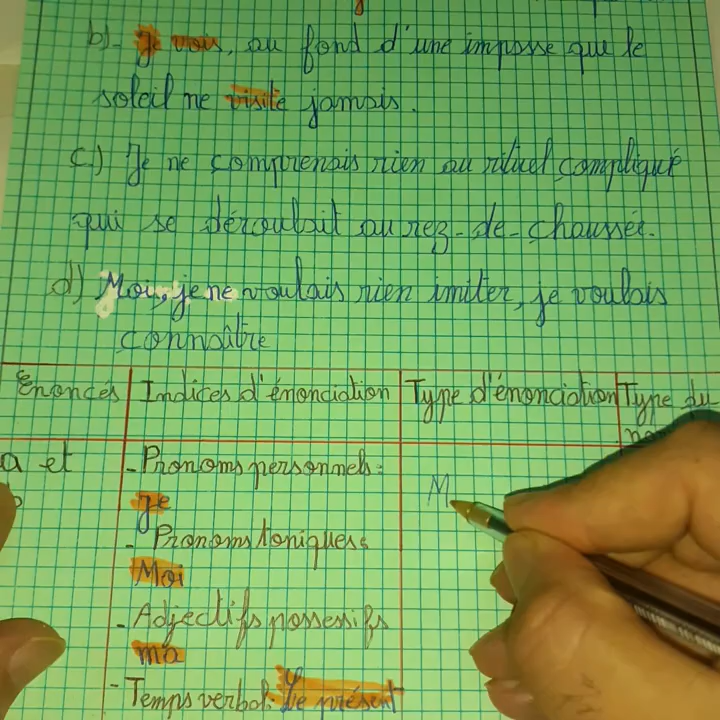 b)- Je vois, au fond d'une impasse que le
soleil ne visite jamais.
c) Je ne comprenais rien au rituel compliqué
qui se déroulait au rez-de-chaussée.
d) Moi, je ne voulais rien imiter, je voulais
connaître
Enoncés | Indices d'énonciation | Type d'énonciation | Type du
a et
b
- Pronoms personnels:
Je
- Pronoms toniques:
Moi
- Adjectifs possessifs
ma
- Temps verbal: Le présent
M